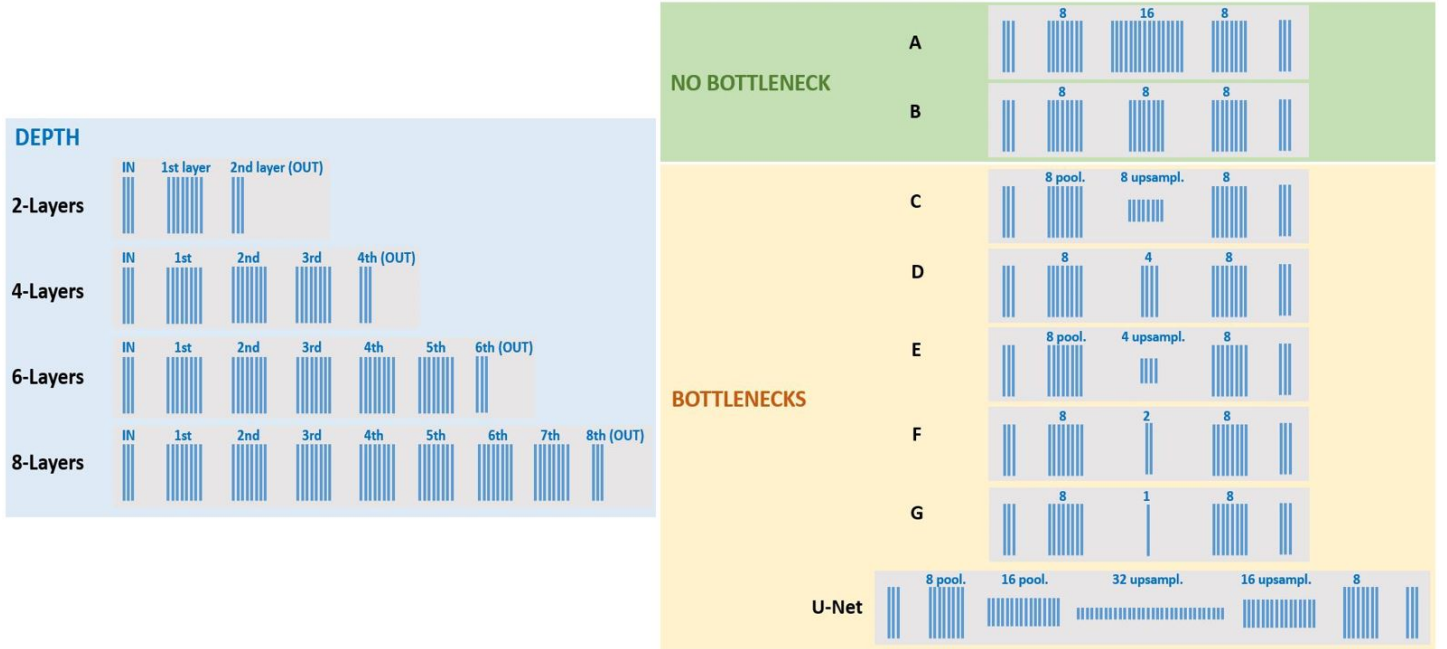 DEPTH
IN 1st layer 2nd layer (OUT)
2-Layers
IN 1st 2nd 3rd 4th (OUT)
4-Layers
IN 1st 2nd 3rd 4th 5th 6th (OUT)
6-Layers
IN 1st 2nd 3rd 4th 5th 6th 7th 8th (OUT)
8-Layers
NO BOTTLENECK
8 16 8
A
8 8 8
B
BOTTLENECKS
8 pool. 8 upsampl. 8
C
8 4 8
D
8 pool. 4 upsampl. 8
E
8 2 8
F
8 1 8
G
8 pool. 16 pool. 32 upsampl. 16 upsampl. 8
U-Net